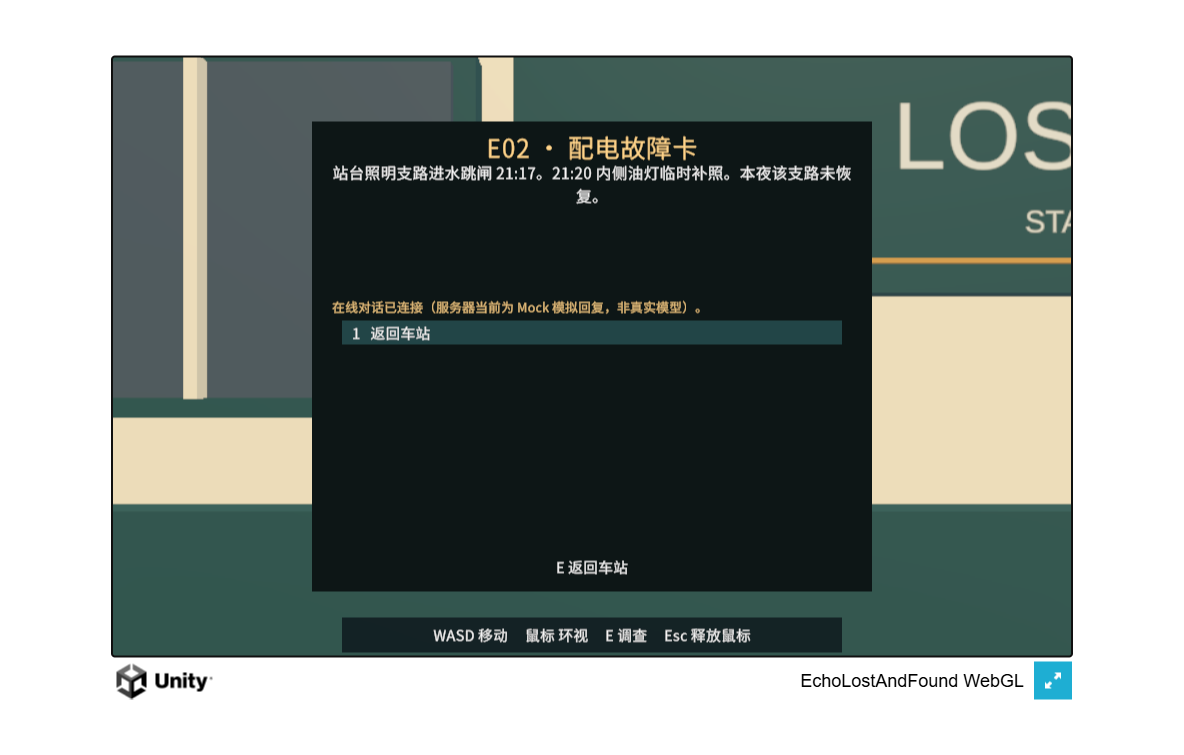 LOS
STA
E02 · 配电故障卡
站台照明支路进水跳闸 21:17。21:20 内侧油灯临时补照。本夜该支路未恢
复。
在线对话已连接（服务器当前为 Mock 模拟回复，非真实模型）。
1 返回车站
E 返回车站
WASD 移动 鼠标 环视 E 调查 Esc 释放鼠标
Unity
EchoLostAndFound WebGL